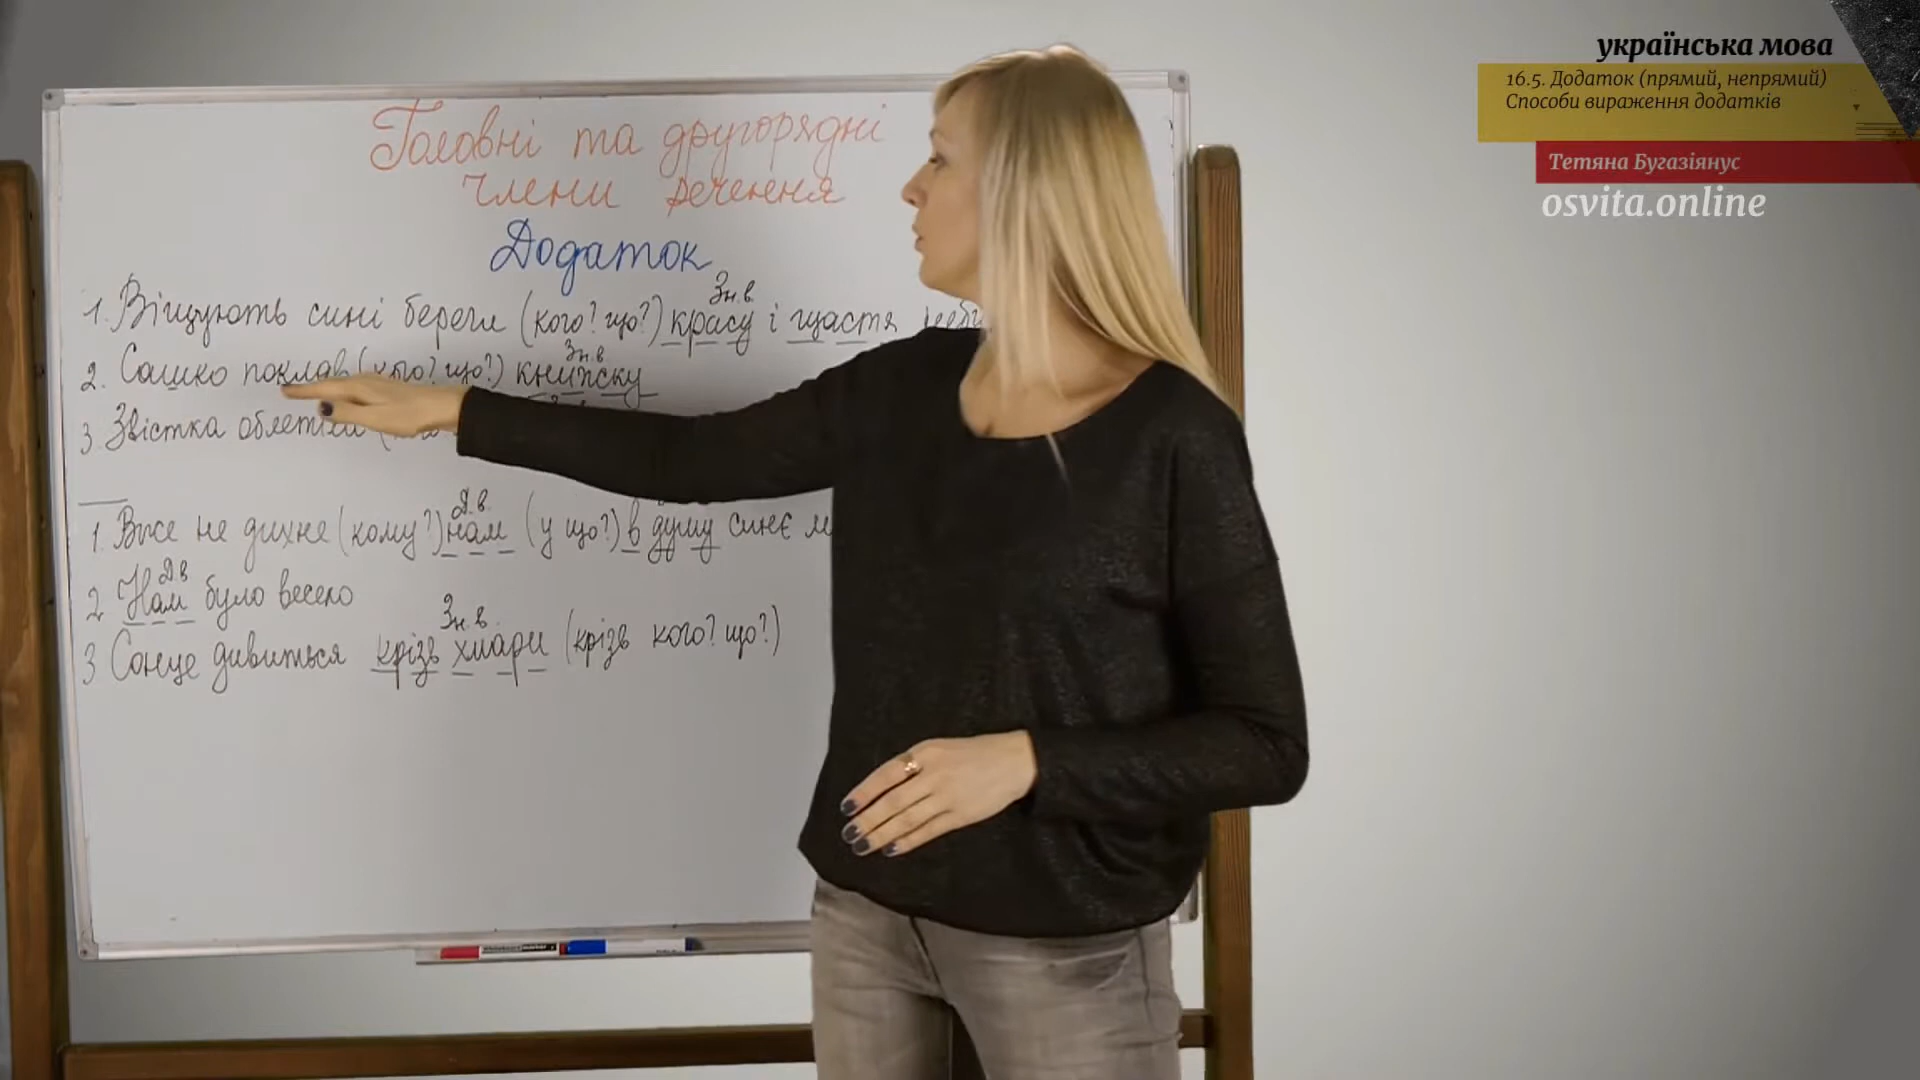 українська мова
16.5. Додаток (прямий, непрямий)
Способи вираження додатків
Тетяна Бугазіянус
osvita.online
Головні та другорядні
члени речення
Додаток
Зн.в.
1. Віщують сині береги (кого? що?) красу і щастя
Зн.в
2. Сашко поклав (кого? що?) книжку
3. Звістка облетіла
Д.в.
1. Вже не дихне (кому?) нам (у що?) в душу синє
Д.в
2 Нам було весело
Зн.в.
3 Сонце дивиться крізь хмари (крізь кого? що?)